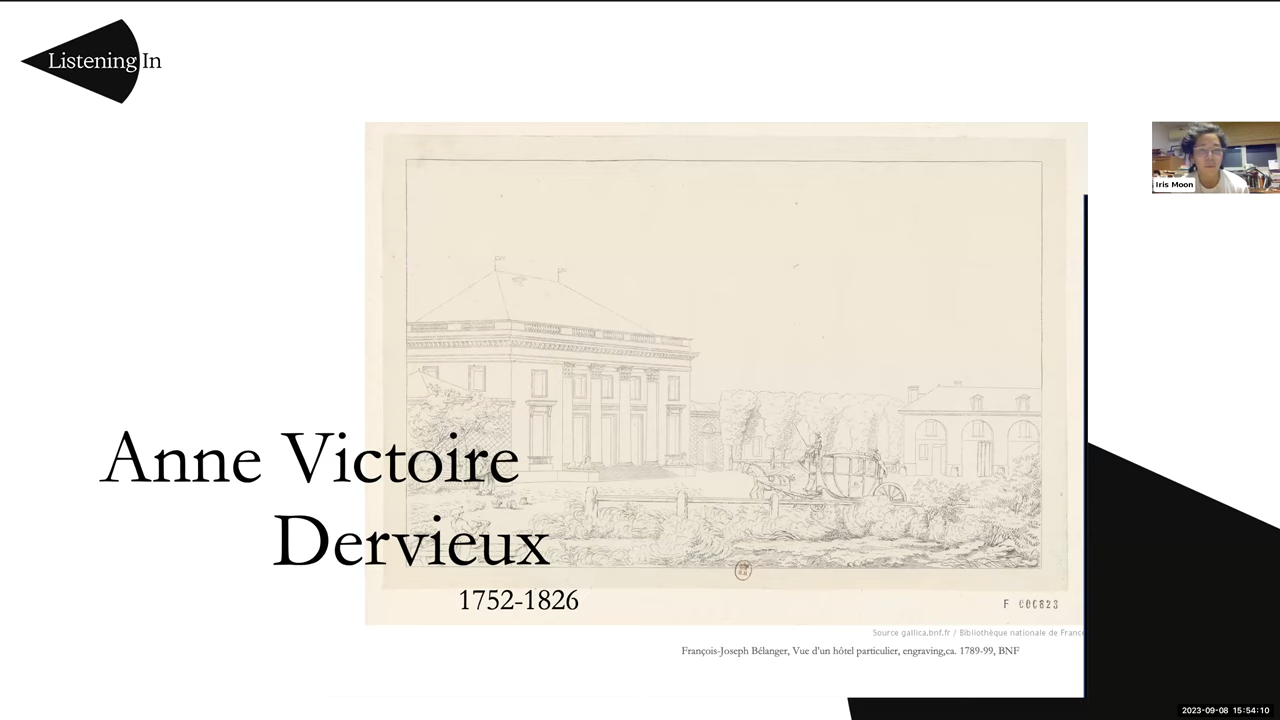 Listening In
Iris Moon
Anne Victoire
Dervieux
1752-1826
F 000823
Source gallica.bnf.fr / Bibliothèque nationale de France
François-Joseph Bélanger, Vue d'un hôtel particulier, engraving,ca. 1789-99, BNF
2023-09-08 15:54:10